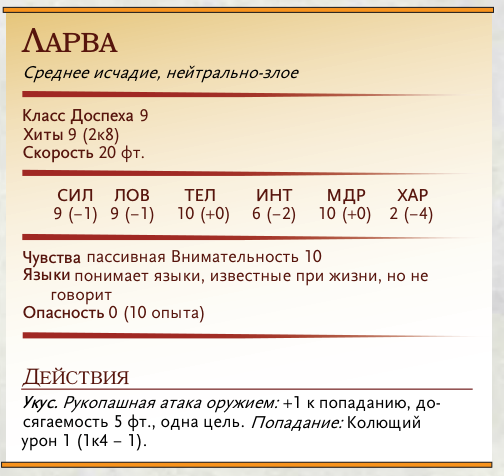 Ларва
Среднее исчадие, нейтрально-злое
Класс Доспеха 9
Хиты 9 (2к8)
Скорость 20 фт.
СИЛ ЛОВ ТЕЛ ИНТ МДР ХАР
9 (−1) 9 (−1) 10 (+0) 6 (−2) 10 (+0) 2 (−4)
Чувства пассивная Внимательность 10
Языки понимает языки, известные при жизни, но не
говорит
Опасность 0 (10 опыта)
Действия
Укус. Рукопашная атака оружием: +1 к попаданию, до-
сягаемость 5 фт., одна цель. Попадание: Колющий
урон 1 (1к4 − 1).